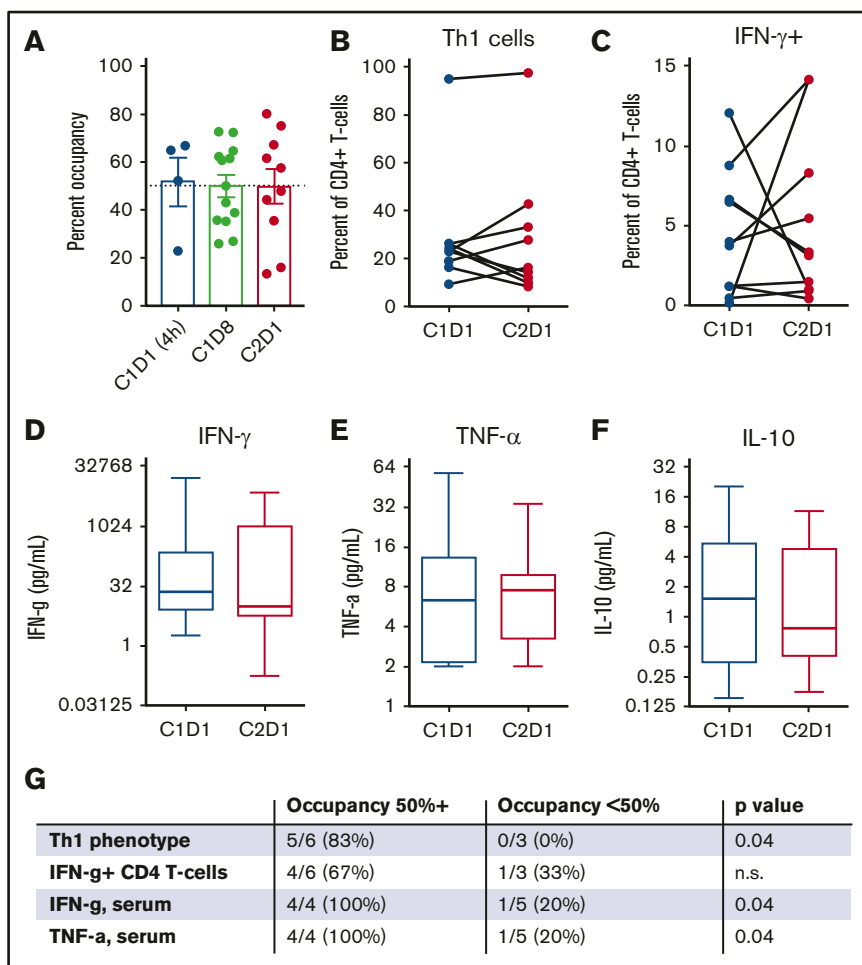 A
Percent occupancy
100
80
60
40
20
0
C1D1 (4h)
C1D8
C2D1
B
Th1 cells
Percent of CD4+ T-cells
100
80
60
40
20
0
C1D1
C2D1
C
IFN-γ+
Percent of CD4+ T-cells
15
10
5
0
C1D1
C2D1
D
IFN-γ
IFN-g (pg/mL)
32768
1024
32
1
0.03125
C1D1
C2D1
E
TNF-α
TNF-a (pg/mL)
64
32
16
8
4
2
1
C1D1
C2D1
F
IL-10
IL-10 (pg/mL)
32
16
8
4
2
1
0.5
0.25
0.125
C1D1
C2D1
G
Occupancy 50%+ Occupancy <50% p value
Th1 phenotype 5/6 (83%) 0/3 (0%) 0.04
IFN-g+ CD4 T-cells 4/6 (67%) 1/3 (33%) n.s.
IFN-g, serum 4/4 (100%) 1/5 (20%) 0.04
TNF-a, serum 4/4 (100%) 1/5 (20%) 0.04